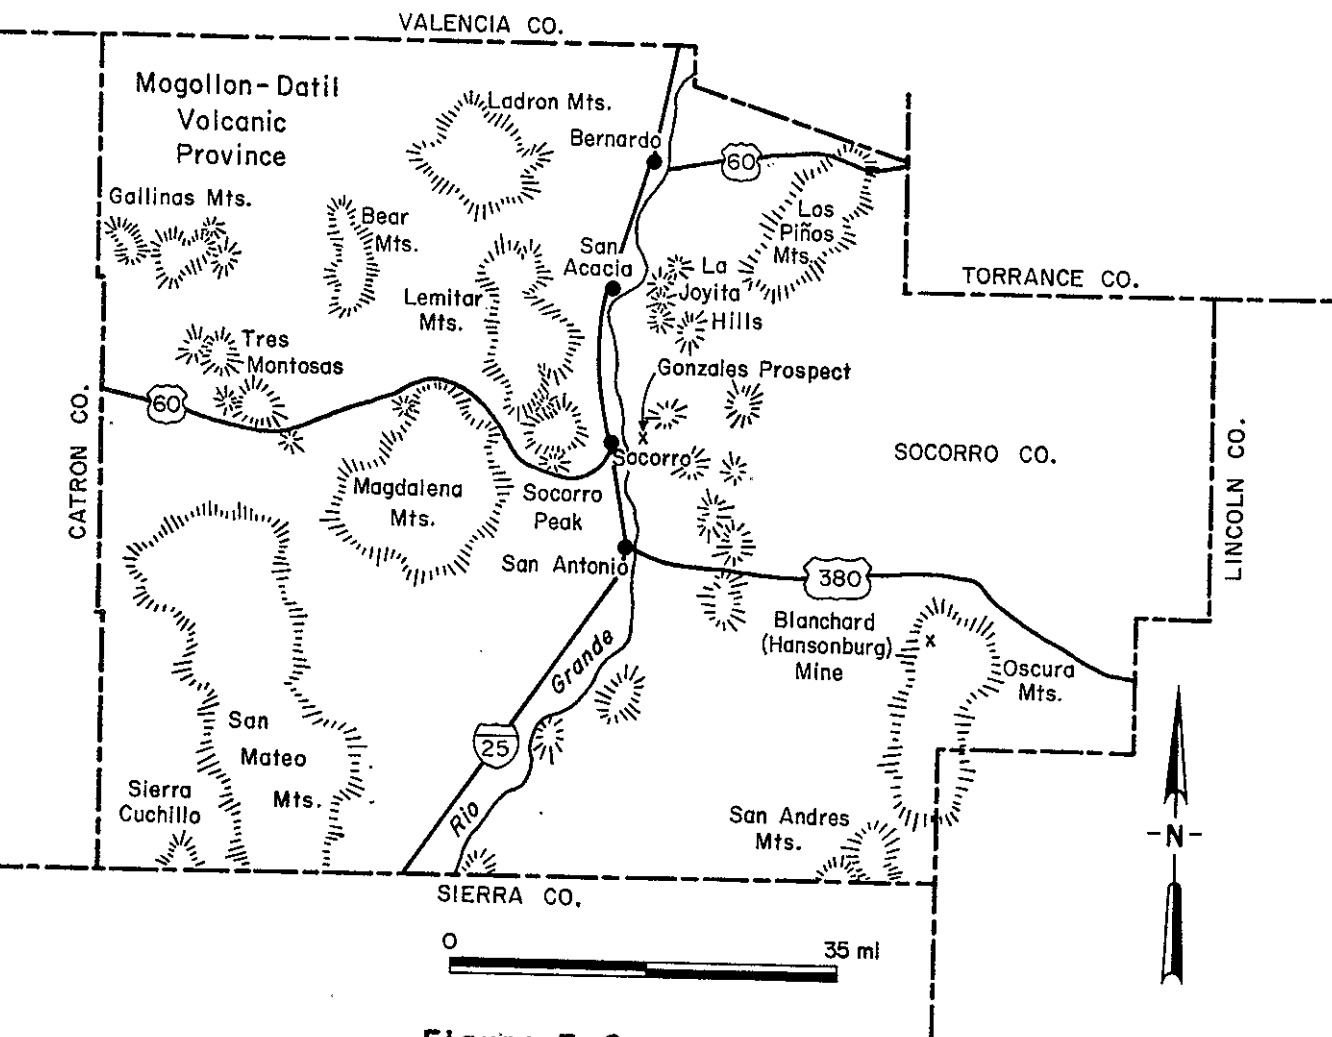 VALENCIA CO.
Mogollon-Datil
Volcanic
Province
Ladron Mts.
Bernardo
60
Gallinas Mts.
Bear
Mts.
Los
Piños
Mts.
San
Acacia
La
Joyita
Hills
TORRANCE CO.
Lemitar
Mts.
Tres
Montosas
Gonzales Prospect
x
60
CATRON CO.
Socorro
SOCORRO CO.
LINCOLN CO.
Magdalena
Mts.
Socorro
Peak
San Antonio
380
Blanchard
(Hansonburg)
Mine
x
Oscura
Mts.
Rio Grande
25
San
Mateo
Mts.
Sierra
Cuchillo
San Andres
Mts.
N
SIERRA CO.
0
35 mi